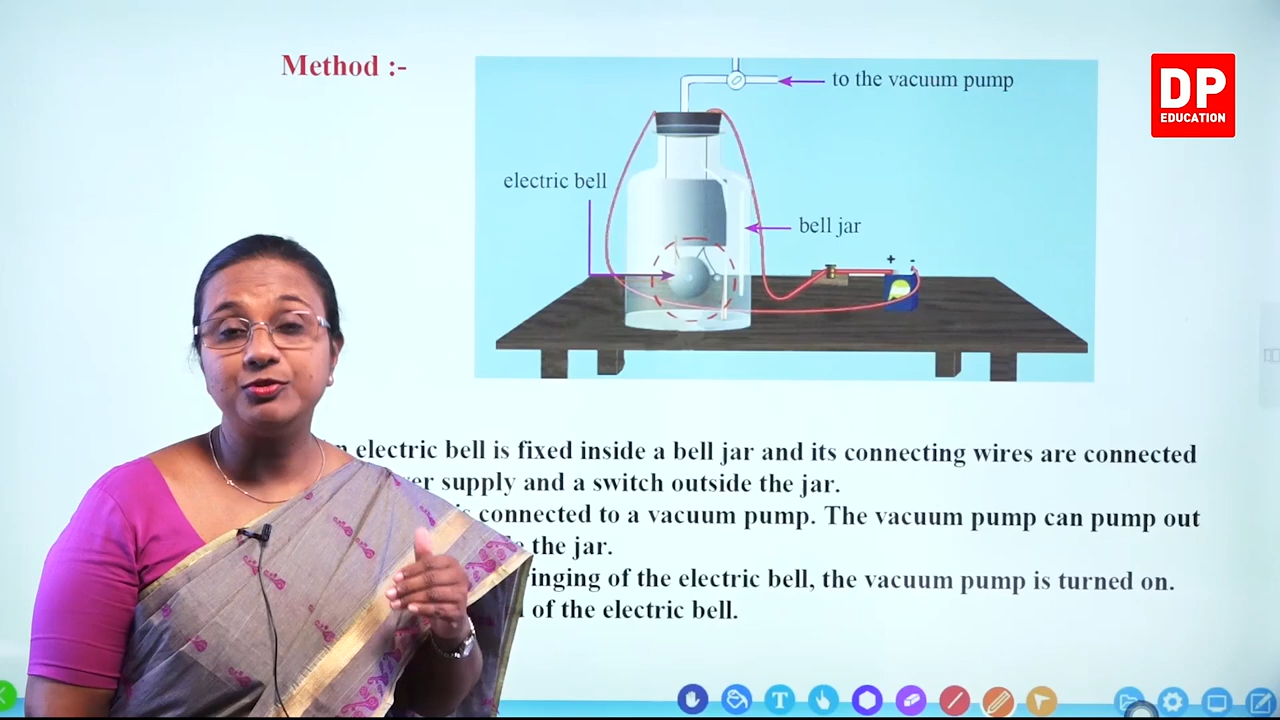 Method :-
to the vacuum pump
DP
EDUCATION
electric bell
bell jar
+ -
electric bell is fixed inside a bell jar and its connecting wires are connected
supply and a switch outside the jar.
connected to a vacuum pump. The vacuum pump can pump out
the jar.
of the electric bell, the vacuum pump is turned on.
of the electric bell.
T